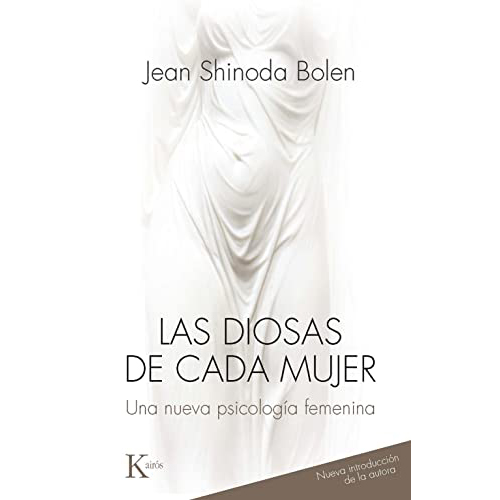 Jean Shinoda Bolen
LAS DIOSAS
DE CADA MUJER
Una nueva psicología femenina
Kairós
Nueva introducción
de la autora